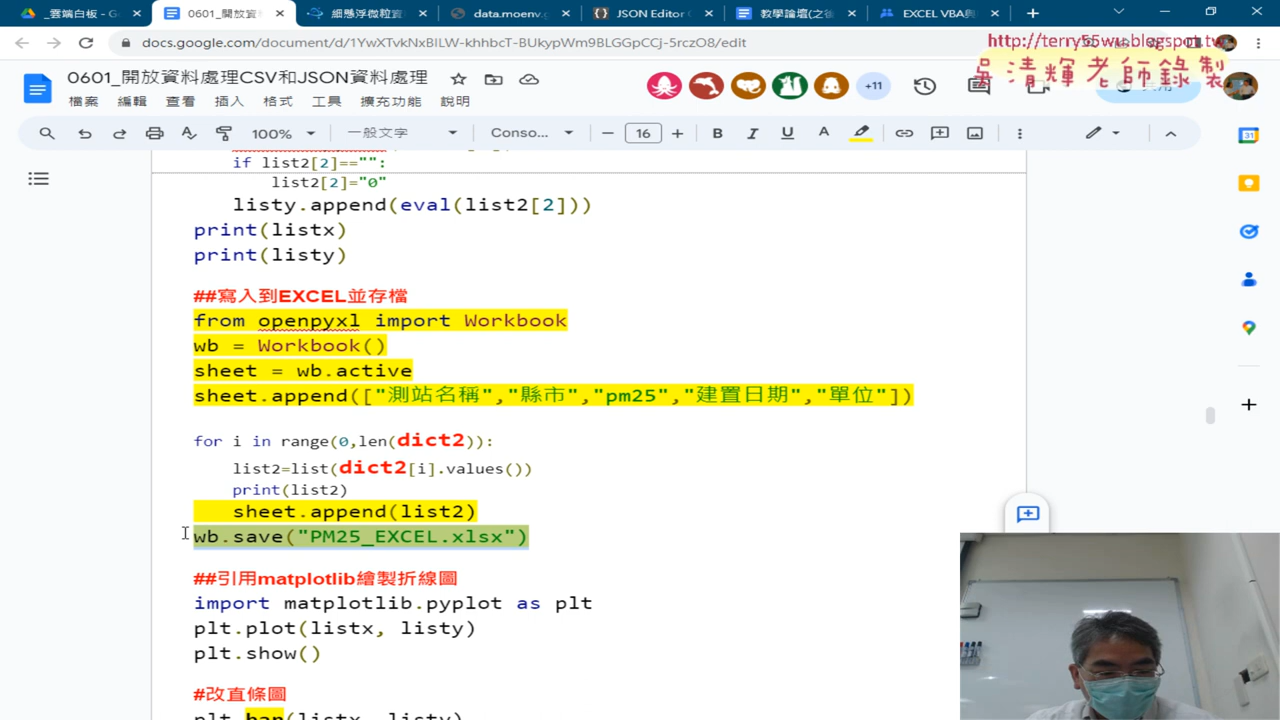 _雲端白板 - G
0601_開放資
細懸浮微粒資
data.moenv.g
JSON Editor
教學論壇(之後
EXCEL VBA與
docs.google.com/document/d/1YwXTvkNxBILW-khhbcT-BUkypWm9BLGGpCCj-5rczO8/edit
http://terry55wu.blogspot.tw
吳清輝老師錄製
0601_開放資料處理CSV和JSON資料處理
檔案 編輯 查看 插入 格式 工具 擴充功能 說明
+11
100% 一般文字 Conso... 16
if list2[2]=="":
list2[2]="0"
listy.append(eval(list2[2]))
print(listx)
print(listy)
##寫入到EXCEL並存檔
from openpyxl import Workbook
wb = Workbook()
sheet = wb.active
sheet.append(["測站名稱","縣市","pm25","建置日期","單位"])
for i in range(0,len(dict2)):
list2=list(dict2[i].values())
print(list2)
sheet.append(list2)
wb.save("PM25_EXCEL.xlsx")
##引用matplotlib繪製折線圖
import matplotlib.pyplot as plt
plt.plot(listx, listy)
plt.show()
#改直條圖
plt.bar(listx, listy)